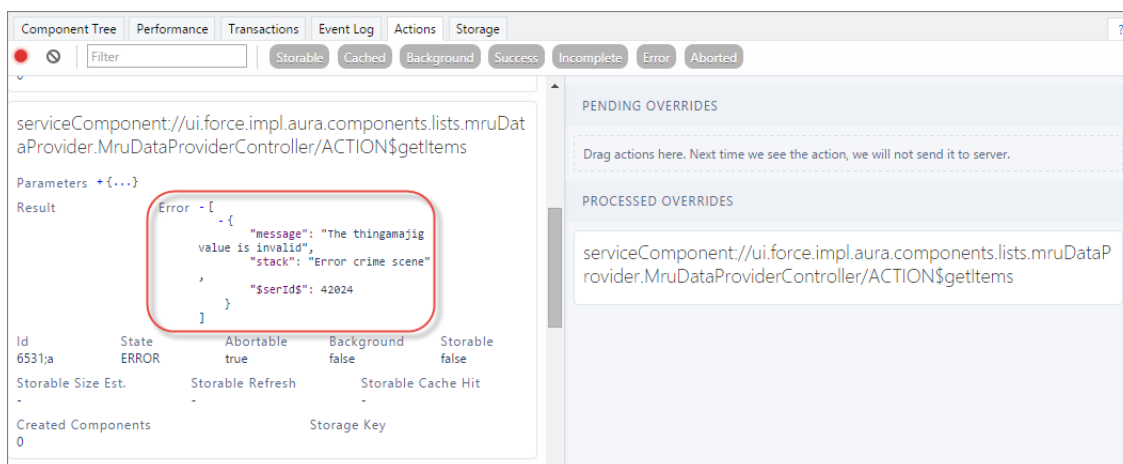 Component Tree Performance Transactions Event Log Actions Storage ?
Filter Storable Cached Background Success Incomplete Error Aborted
serviceComponent://ui.force.impl.aura.components.lists.mruDat
aProvider.MruDataProviderController/ACTION$getItems
Parameters + {...}
Result Error - [
- {
"message": "The thingamajig
value is invalid",
"stack": "Error crime scene"
,
"$serId$": 42024
}
]
Id State Abortable Background Storable
6531;a ERROR true false false
Storable Size Est. Storable Refresh Storable Cache Hit
- - -
Created Components Storage Key
0
PENDING OVERRIDES
Drag actions here. Next time we see the action, we will not send it to server.
PROCESSED OVERRIDES
serviceComponent://ui.force.impl.aura.components.lists.mruDataP
rovider.MruDataProviderController/ACTION$getItems